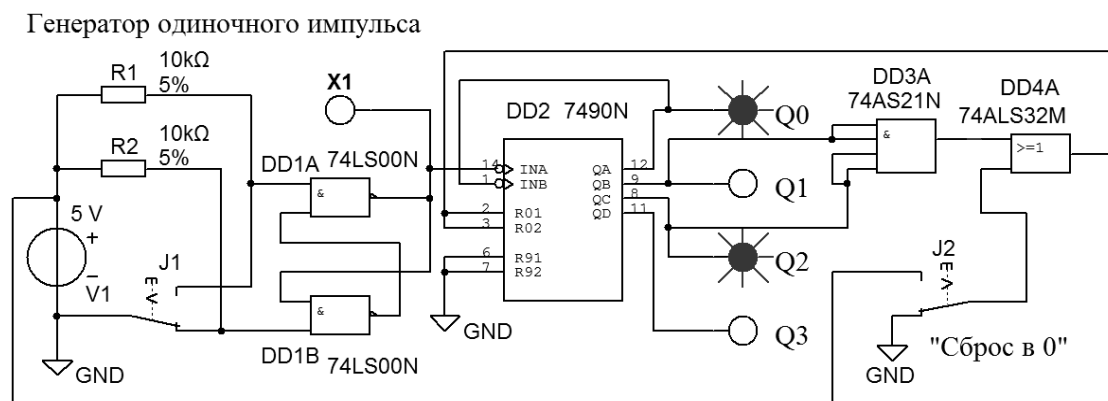 Генератор одиночного импульса
R1
10kΩ
5%
R2
10kΩ
5%
5 V
+
−
V1
J1
GND
X1
DD1A
74LS00N
&
&
DD1B
74LS00N
DD2 7490N
14 INA
1 INB
2 R01
3 R02
6 R91
7 R92
QA 12
QB 9
QC 8
QD 11
GND
Q0
Q1
Q2
Q3
DD3A
74AS21N
&
DD4A
74ALS32M
>=1
J2
GND
"Сброс в 0"